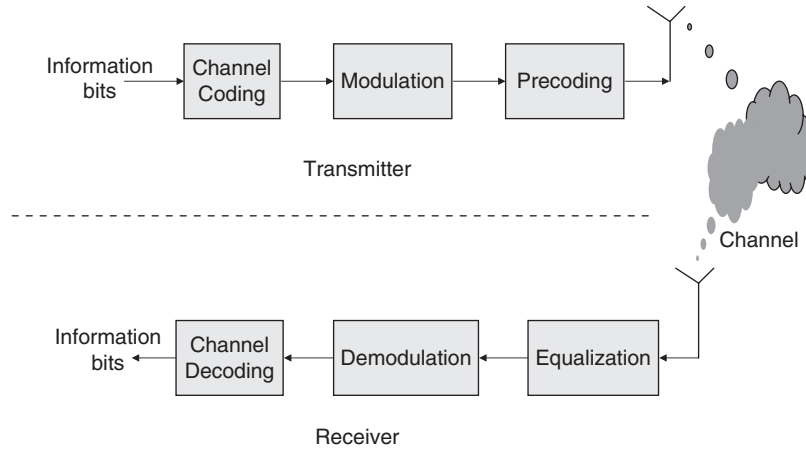 Information
bits
Channel
Coding
Modulation
Precoding
Transmitter
Channel
Information
bits
Channel
Decoding
Demodulation
Equalization
Receiver